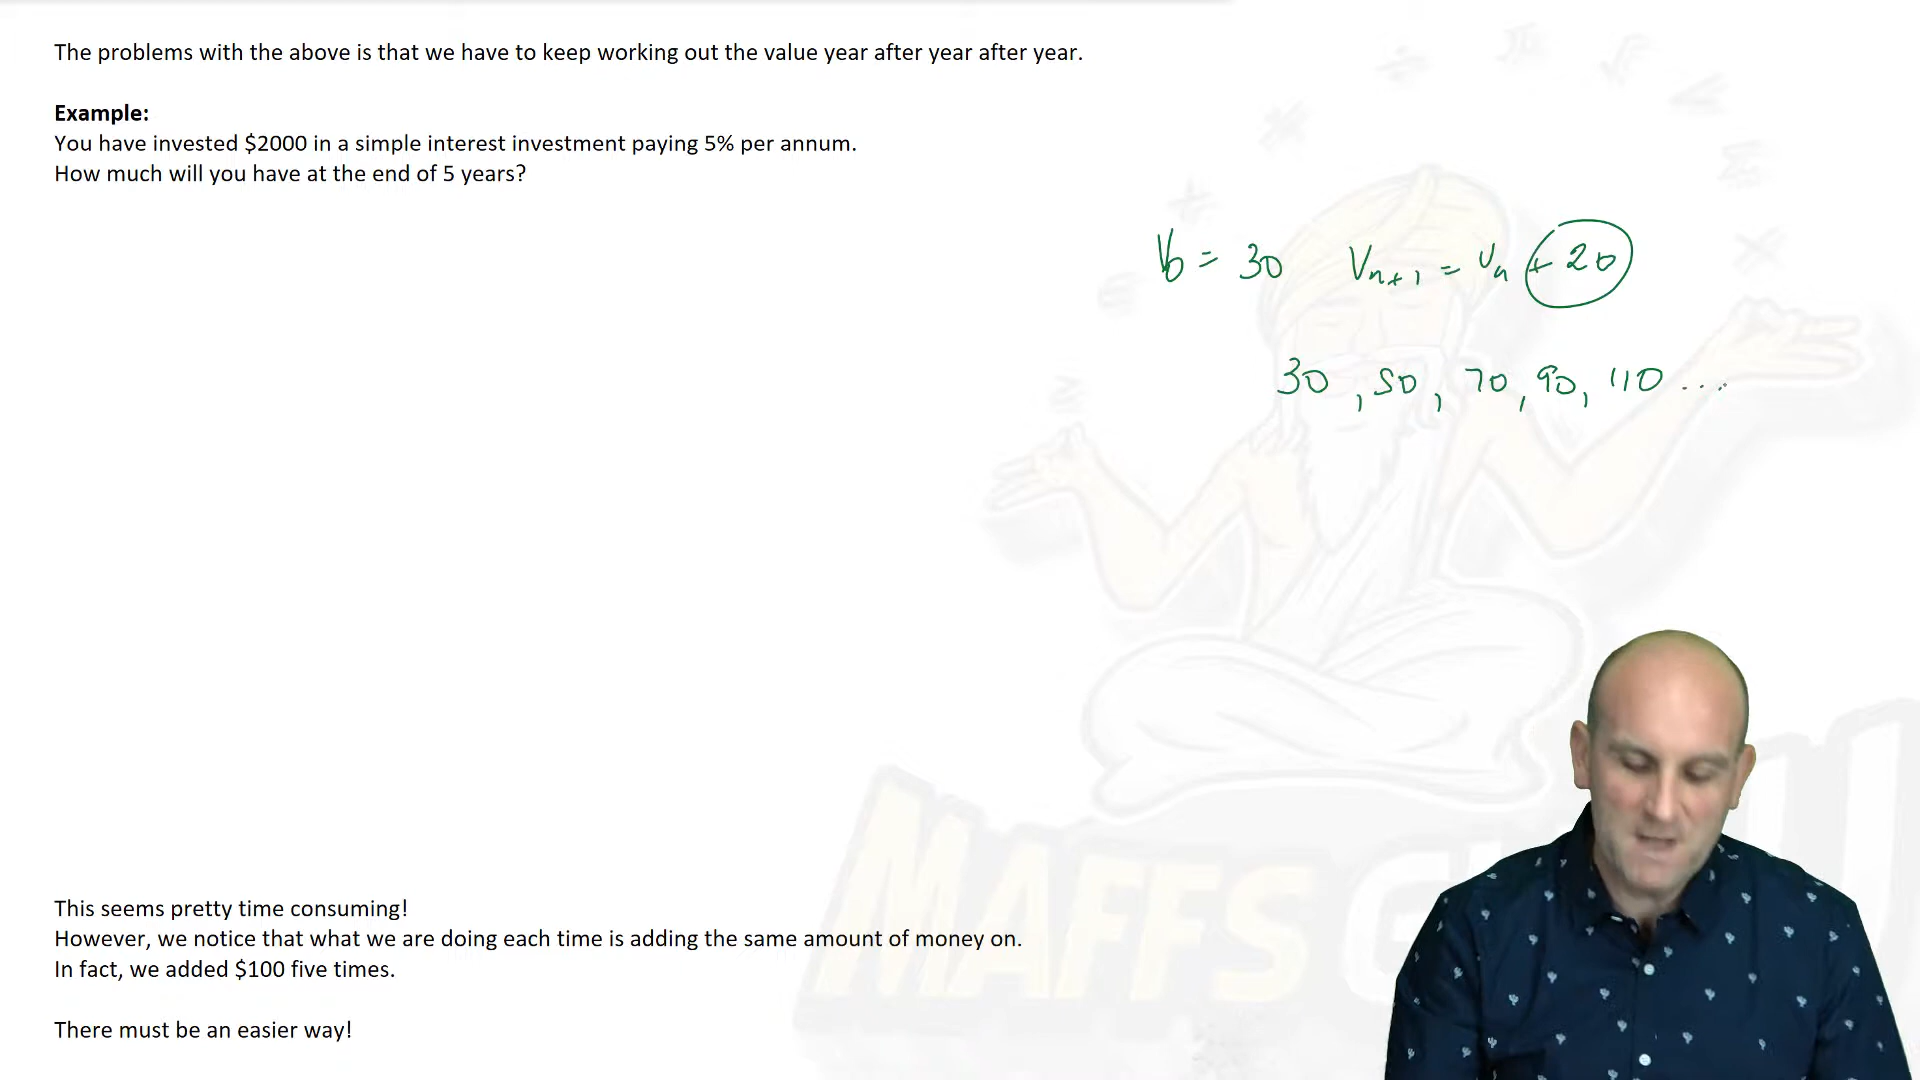 The problems with the above is that we have to keep working out the value year after year after year.
Example:
You have invested $2000 in a simple interest investment paying 5% per annum.
How much will you have at the end of 5 years?
V₀ = 30 Vₙ₊₁ = Vₙ + 20
30 , 50, 70, 90, 110 ...
This seems pretty time consuming!
However, we notice that what we are doing each time is adding the same amount of money on.
In fact, we added $100 five times.
There must be an easier way!
MAFFS G